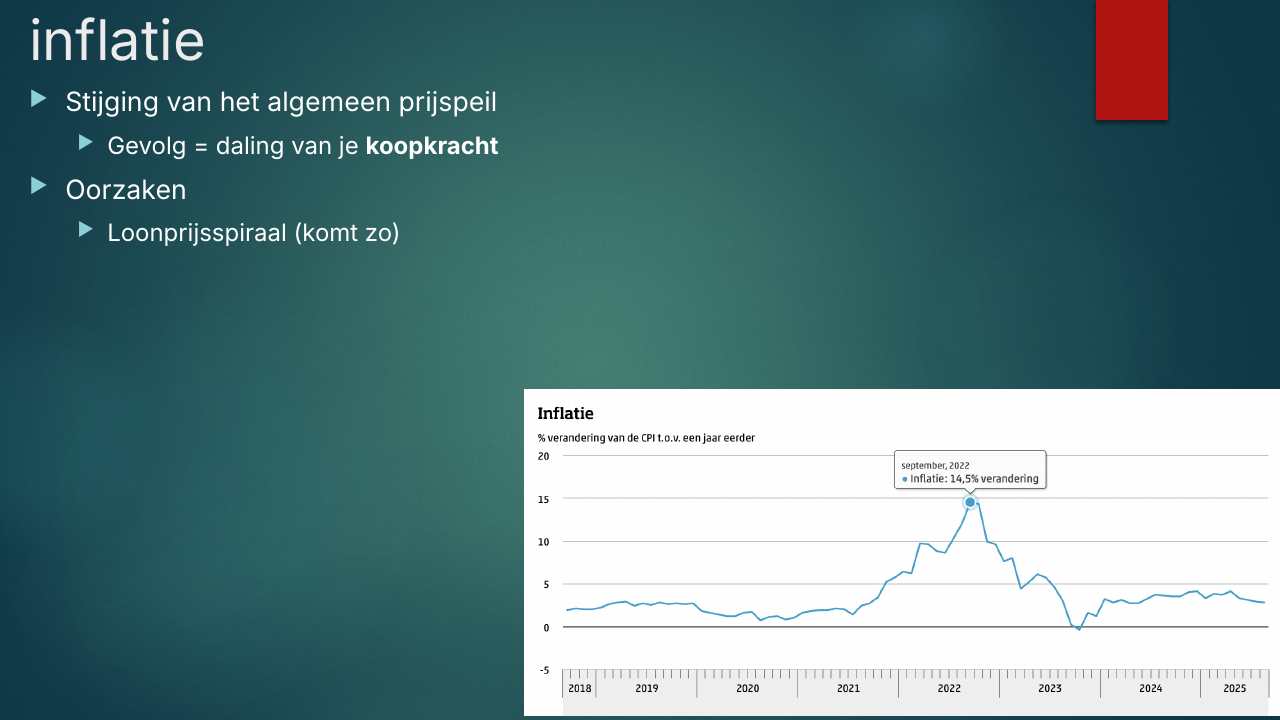 inflatie
Stijging van het algemeen prijspeil
Gevolg = daling van je koopkracht
Oorzaken
Loonprijsspiraal (komt zo)
Inflatie
% verandering van de CPI t.o.v. een jaar eerder
20
september, 2022
Inflatie: 14,5% verandering
15
10
5
0
-5
2018 2019 2020 2021 2022 2023 2024 2025